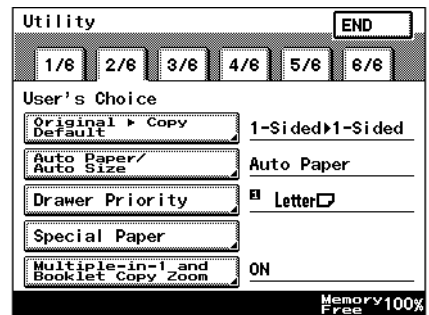 Utility
END
1/6 2/6 3/6 4/6 5/6 6/6
User's Choice
Original ▸ Copy
Default
1-Sided▸1-Sided
Auto Paper/
Auto Size
Auto Paper
Drawer Priority
1 Letter
Special Paper
Multiple-in-1 and
Booklet Copy Zoom
ON
Memory
Free 100%